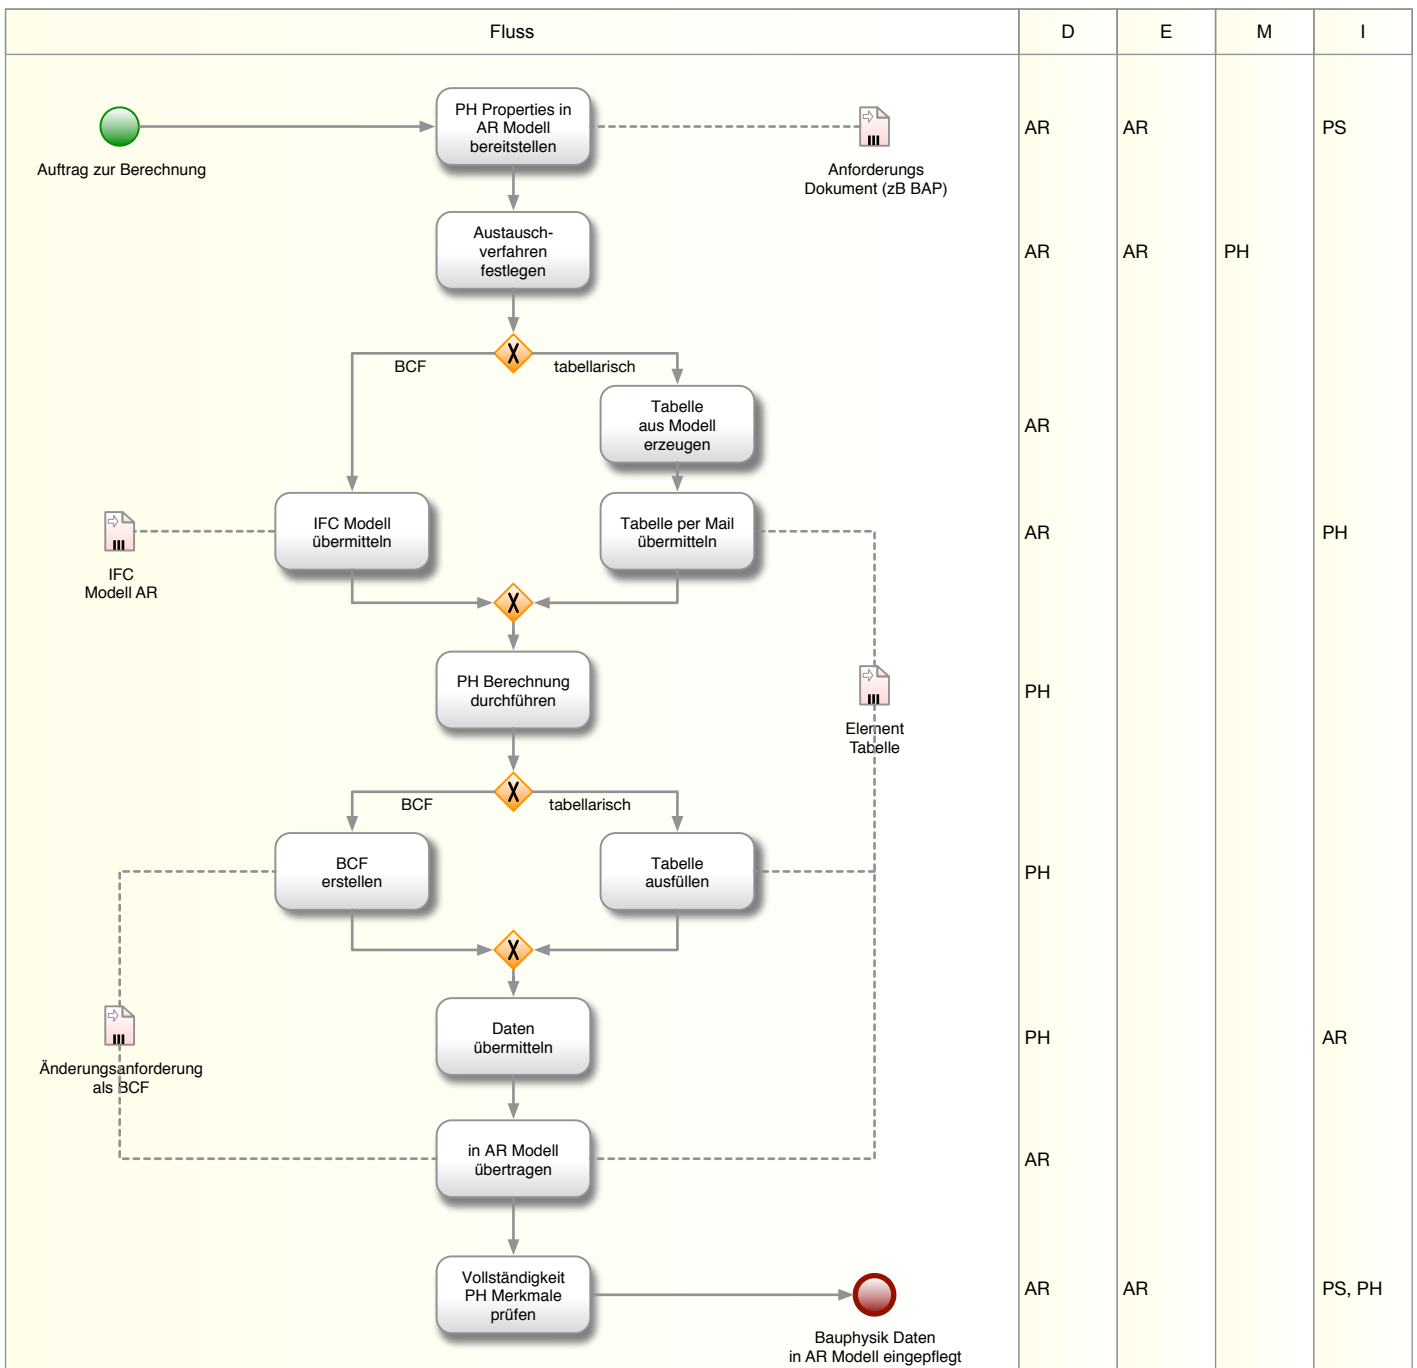 Fluss
D
E
M
I
PH Properties in
AR Modell
bereitstellen
Auftrag zur Berechnung
Anforderungs
Dokument (zB BAP)
AR
AR
PS
Austausch-
verfahren
festlegen
AR
AR
PH
BCF
tabellarisch
Tabelle
aus Modell
erzeugen
AR
IFC Modell
übermitteln
Tabelle per Mail
übermitteln
AR
PH
IFC
Modell AR
PH Berechnung
durchführen
PH
Element
Tabelle
BCF
tabellarisch
BCF
erstellen
Tabelle
ausfüllen
PH
Daten
übermitteln
PH
AR
Änderungsanforderung
als BCF
in AR Modell
übertragen
AR
Vollständigkeit
PH Merkmale
prüfen
AR
AR
PS, PH
Bauphysik Daten
in AR Modell eingepflegt